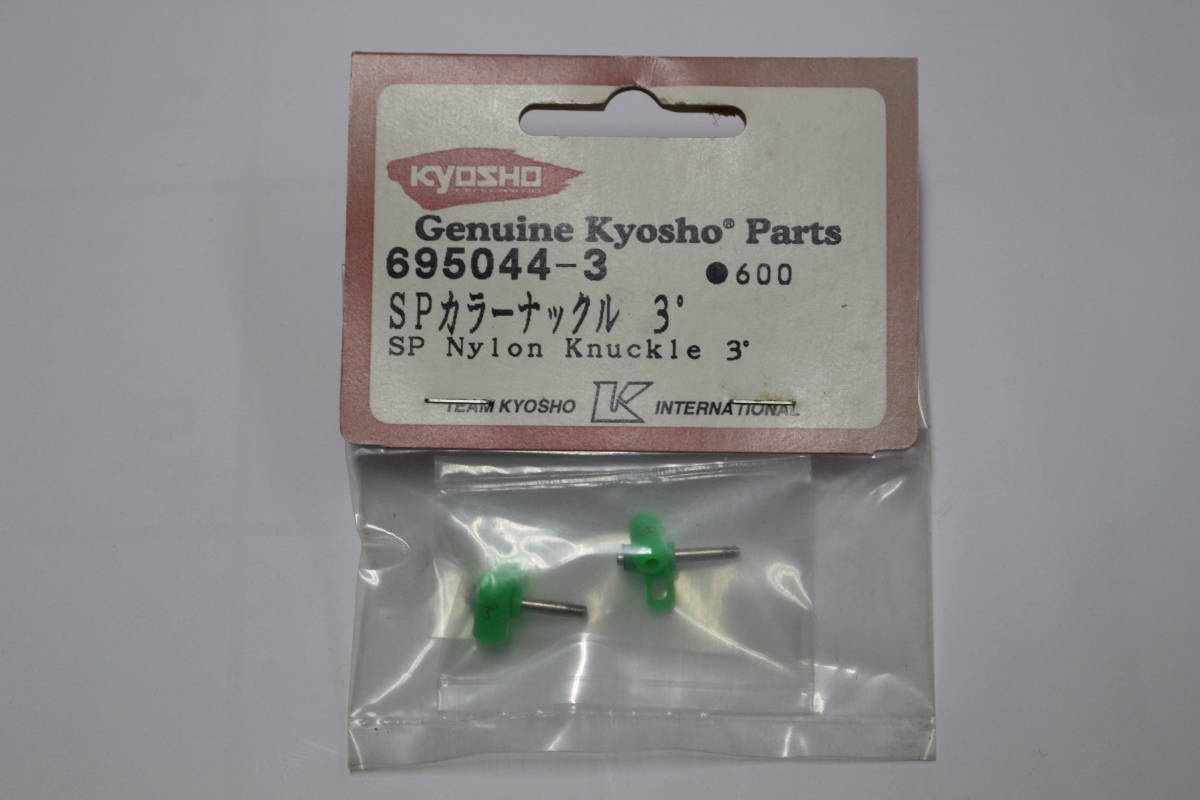 KYOSHO
Genuine Kyosho® Parts
695044-3 ●600
SPカラーナックル 3°
SP Nylon Knuckle 3°
TEAM KYOSHO K INTERNATIONAL